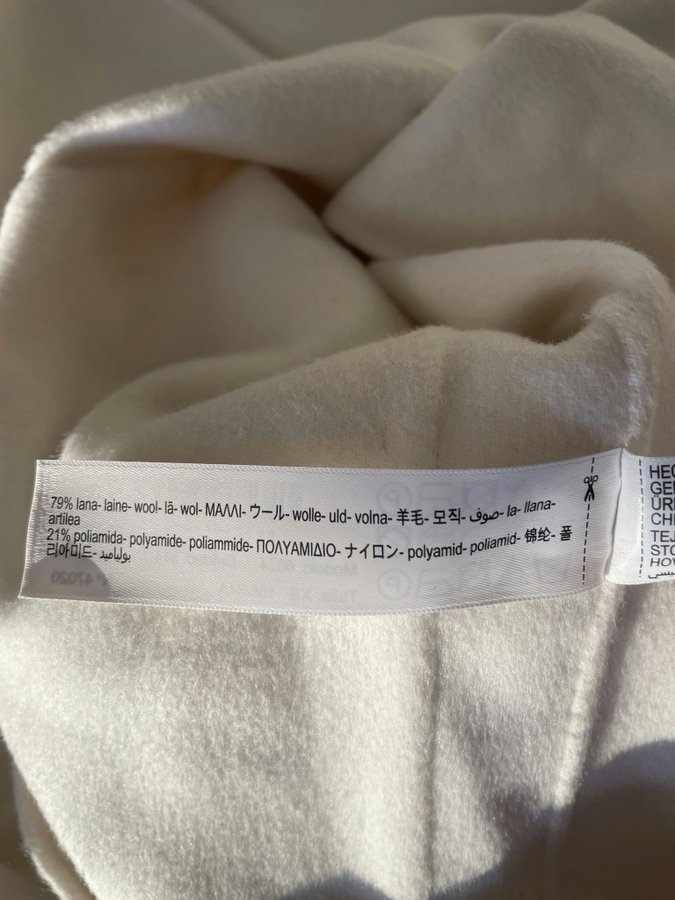 79% lana- laine- wool- lã- wol- ΜΑΛΛΙ- ウール- wolle- uld- volna- 羊毛- 모직- صوف- la- llana-
artilea
21% poliamida- polyamide- poliammide- ΠΟΛΥΑΜΙΔΙΟ- ナイロン- polyamid- poliamid- 锦纶- 폴
리아미드- بولياميد